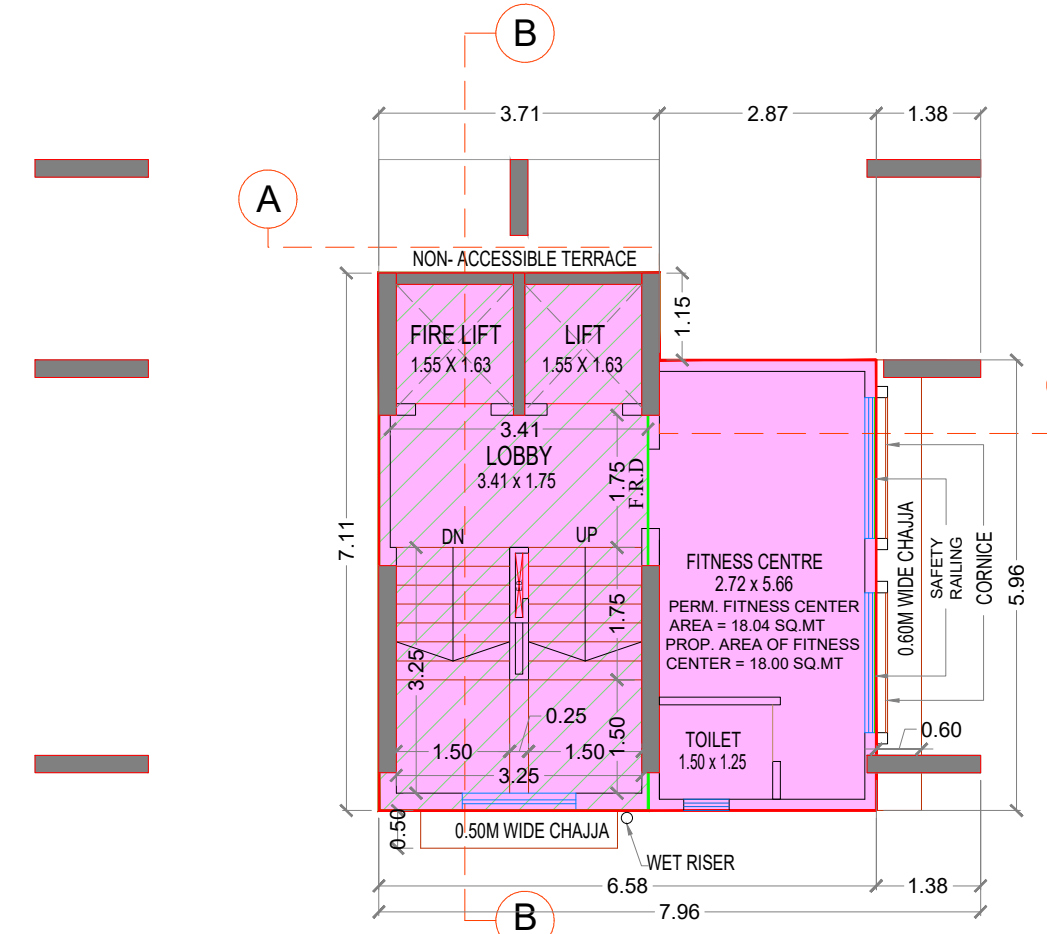 B
3.71
2.87
1.38
A
NON- ACCESSIBLE TERRACE
FIRE LIFT
1.55 X 1.63
LIFT
1.55 X 1.63
1.15
3.41
LOBBY
3.41 x 1.75
1.75
F.R.D
7.11
DN
UP
FITNESS CENTRE
2.72 x 5.66
PERM. FITNESS CENTER
AREA = 18.04 SQ.MT
PROP. AREA OF FITNESS
CENTER = 18.00 SQ.MT
1.75
3.25
0.60M WIDE CHAJJA
SAFETY
RAILING
CORNICE
5.96
0.25
1.50
1.50
1.50
3.25
TOILET
1.50 x 1.25
0.60
0.50
0.50M WIDE CHAJJA
WET RISER
6.58
1.38
7.96
B